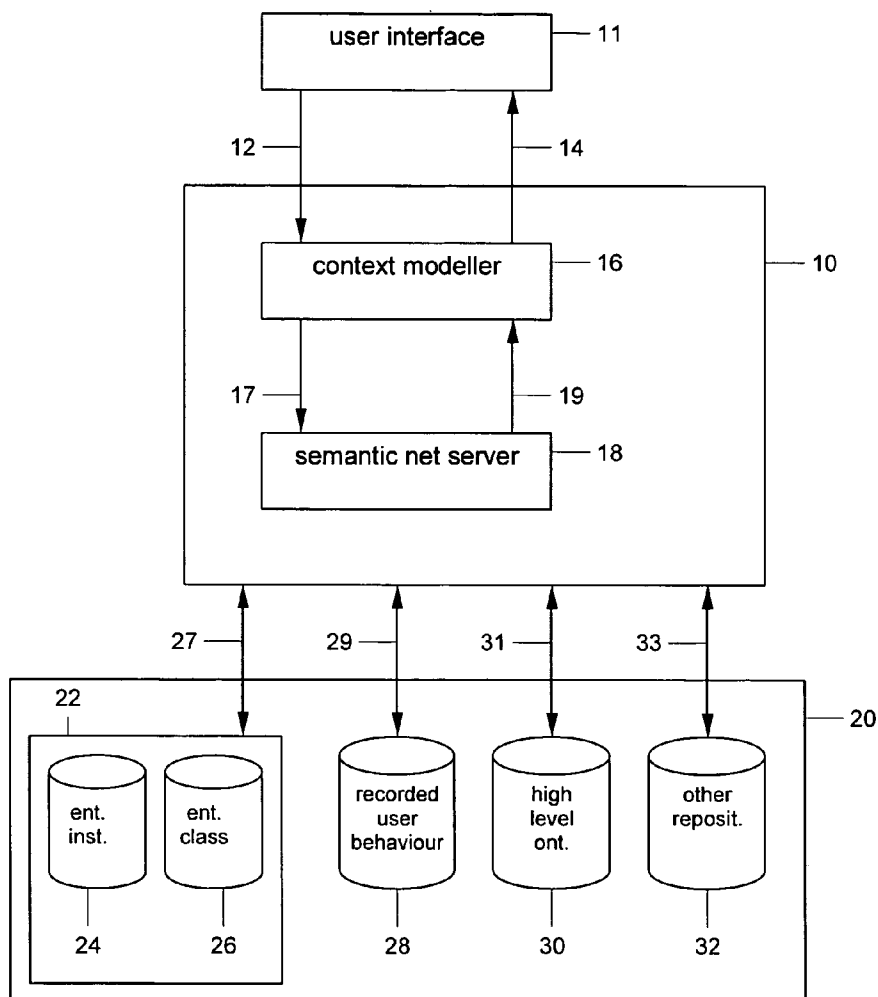 user interface
11
12
14
context modeller
16
10
17
19
semantic net server
18
27
29
31
33
22
20
ent.
inst.
ent.
class
recorded
user
behaviour
high
level
ont.
other
reposit.
24
26
28
30
32